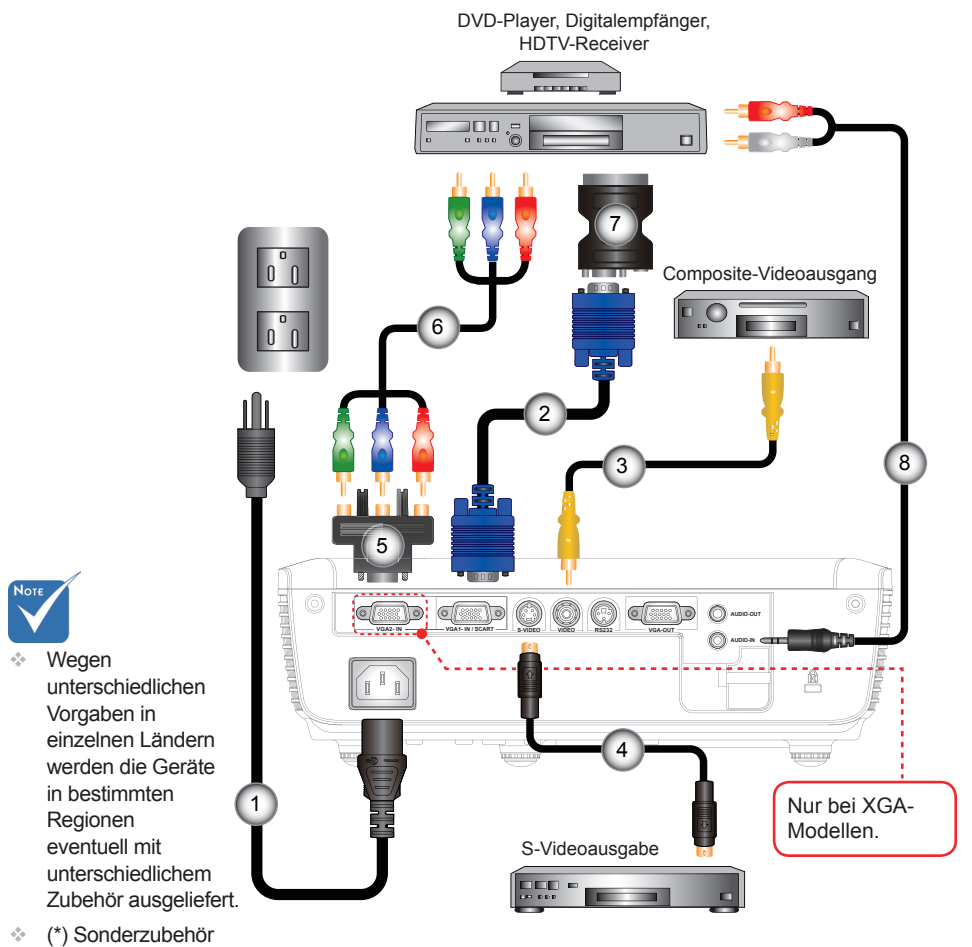 DVD-Player, Digitalempfänger,
HDTV-Receiver
7
Composite-Videoausgang
6
2
3
8
5
NOTE
VGA2- IN
VGA1- IN / SCART
S-VIDEO
VIDEO
RS232
VGA-OUT
AUDIO-OUT
AUDIO-IN
Wegen
unterschiedlichen
Vorgaben in
einzelnen Ländern
werden die Geräte
in bestimmten
Regionen
eventuell mit
unterschiedlichem
Zubehör ausgeliefert.
(*) Sonderzubehör
4
1
Nur bei XGA-
Modellen.
S-Videoausgabe